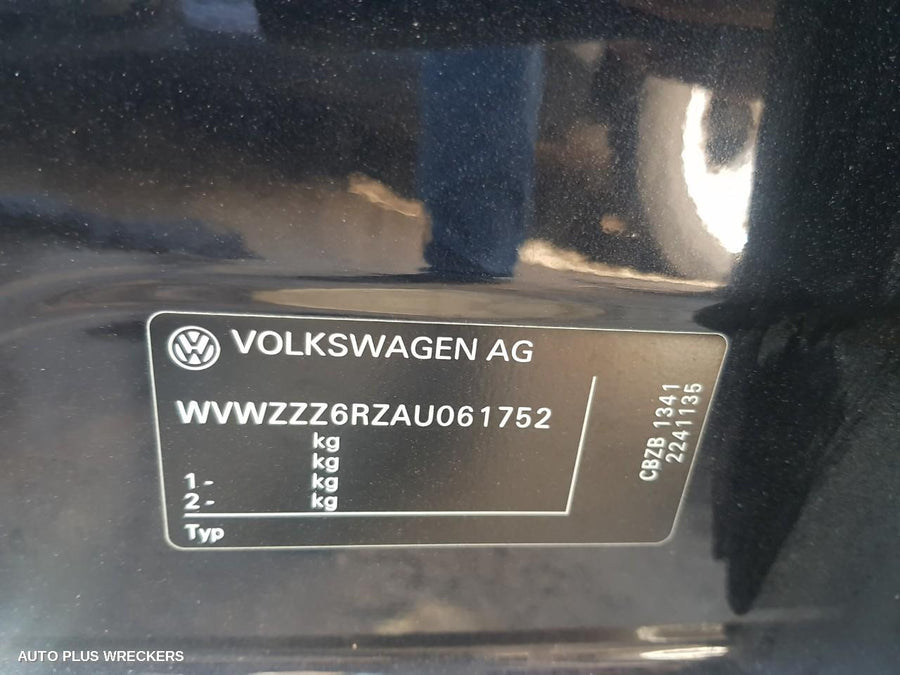 VOLKSWAGEN AG
WVWZZZ6RZAU061752
kg
kg
1- kg
2- kg
Typ
CBZB 1341
2241135
AUTO PLUS WRECKERS